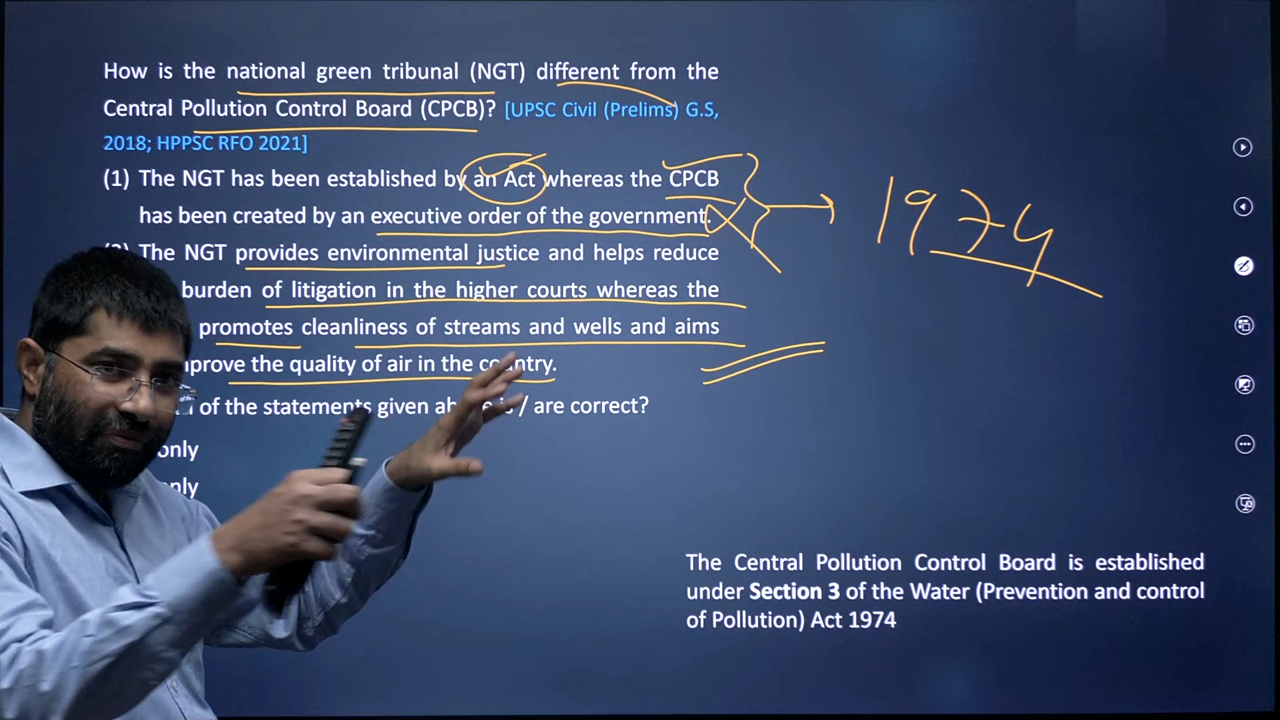 How is the national green tribunal (NGT) different from the
Central Pollution Control Board (CPCB)? [UPSC Civil (Prelims) G.S,
2018; HPPSC RFO 2021]
(1) The NGT has been established by an Act whereas the CPCB
has been created by an executive order of the government.
1974
The NGT provides environmental justice and helps reduce
burden of litigation in the higher courts whereas the
promotes cleanliness of streams and wells and aims
the quality of air in the country.
of the statements given / are correct?
only
The Central Pollution Control Board is established
under Section 3 of the Water (Prevention and control
of Pollution) Act 1974